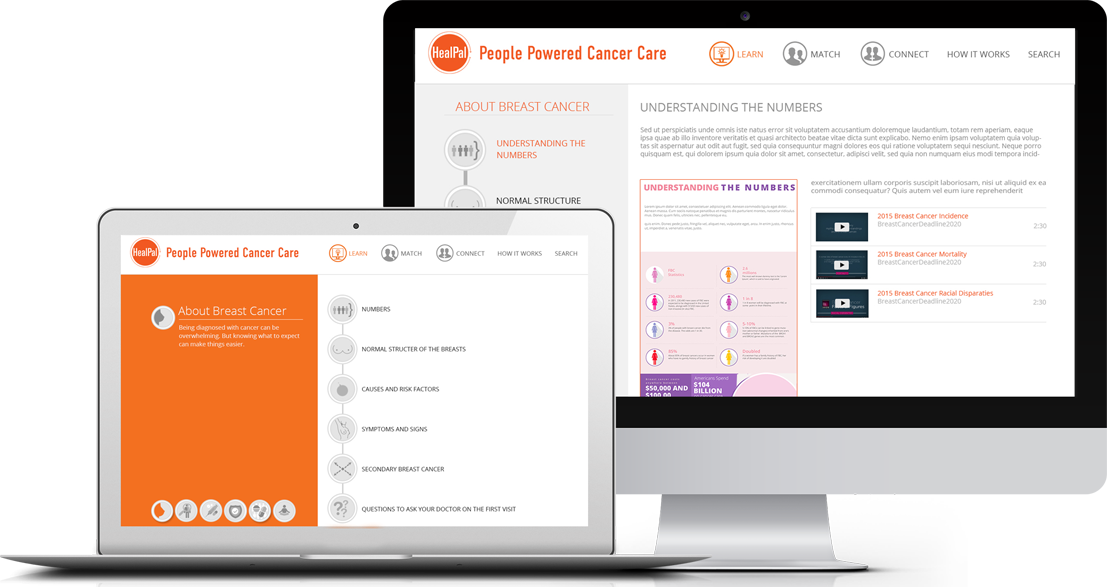 HealPal
People Powered Cancer Care
LEARN
MATCH
CONNECT
HOW IT WORKS
SEARCH
ABOUT BREAST CANCER
UNDERSTANDING THE
NUMBERS
NORMAL STRUCTURE
UNDERSTANDING THE NUMBERS
Sed ut perspiciatis unde omnis iste natus error sit voluptatem accusantium doloremque laudantium, totam rem aperiam, eaque
ipsa quae ab illo inventore veritatis et quasi architecto beatae vitae dicta sunt explicabo. Nemo enim ipsam voluptatem quia volup-
tas sit aspernatur aut odit aut fugit, sed quia consequuntur magni dolores eos qui ratione voluptatem sequi nesciunt. Neque porro
quisquam est, qui dolorem ipsum quia dolor sit amet, consectetur, adipisci velit, sed quia non numquam eius modi tempora incid-
UNDERSTANDING THE NUMBERS
Americans Spend
$50,000 AND
$104
BILLION
exercitationem ullam corporis suscipit laboriosam, nisi ut aliquid ex ea
commodi consequatur? Quis autem vel eum iure reprehenderit
2015 Breast Cancer Incidence
BreastCancerDeadline2020
2:30
2015 Breast Cancer Mortality
BreastCancerDeadline2020
2:30
2015 Breast Cancer Racial Disparaties
BreastCancerDeadline2020
2:30
HealPal
People Powered Cancer Care
LEARN
MATCH
CONNECT
HOW IT WORKS
SEARCH
About Breast Cancer
Being diagnosed with cancer can be
overwhelming. But knowing what to expect
can make things easier.
NUMBERS
NORMAL STRUCTER OF THE BREASTS
CAUSES AND RISK FACTORS
SYMPTOMS AND SIGNS
SECONDARY BREAST CANCER
QUESTIONS TO ASK YOUR DOCTOR ON THE FIRST VISIT